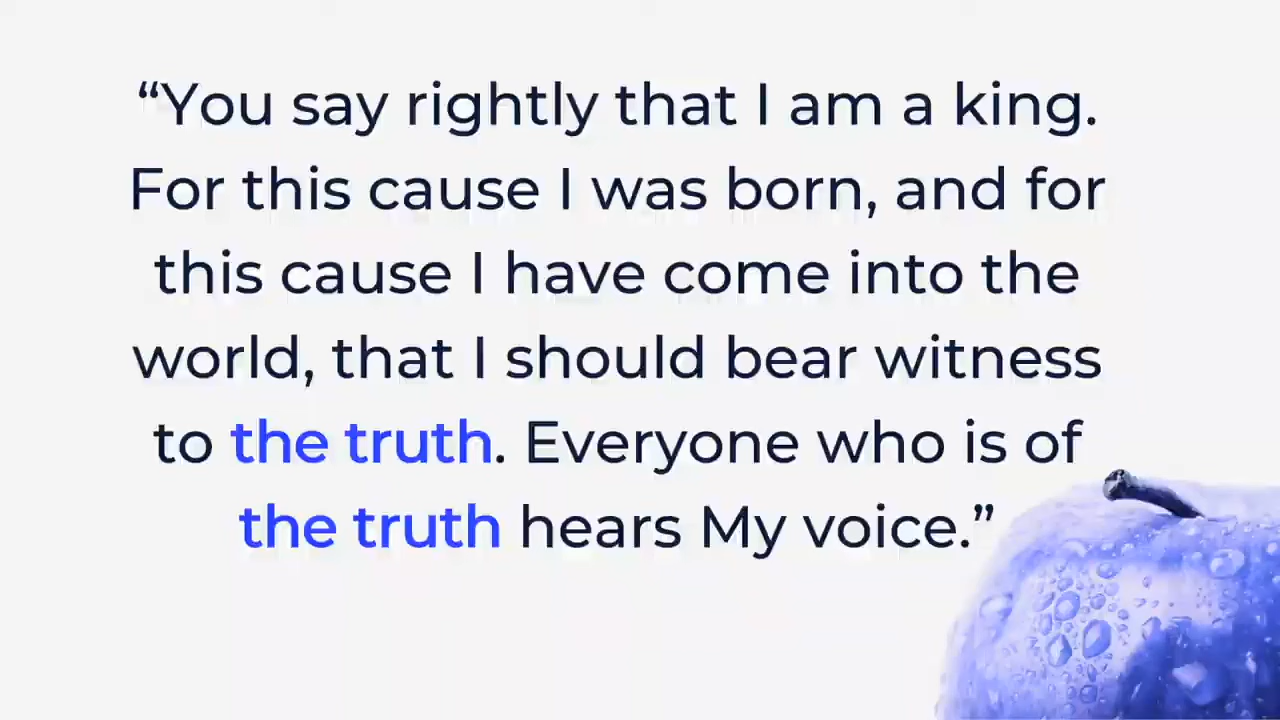 “You say rightly that I am a king.
For this cause I was born, and for
this cause I have come into the
world, that I should bear witness
to the truth. Everyone who is of
the truth hears My voice.”